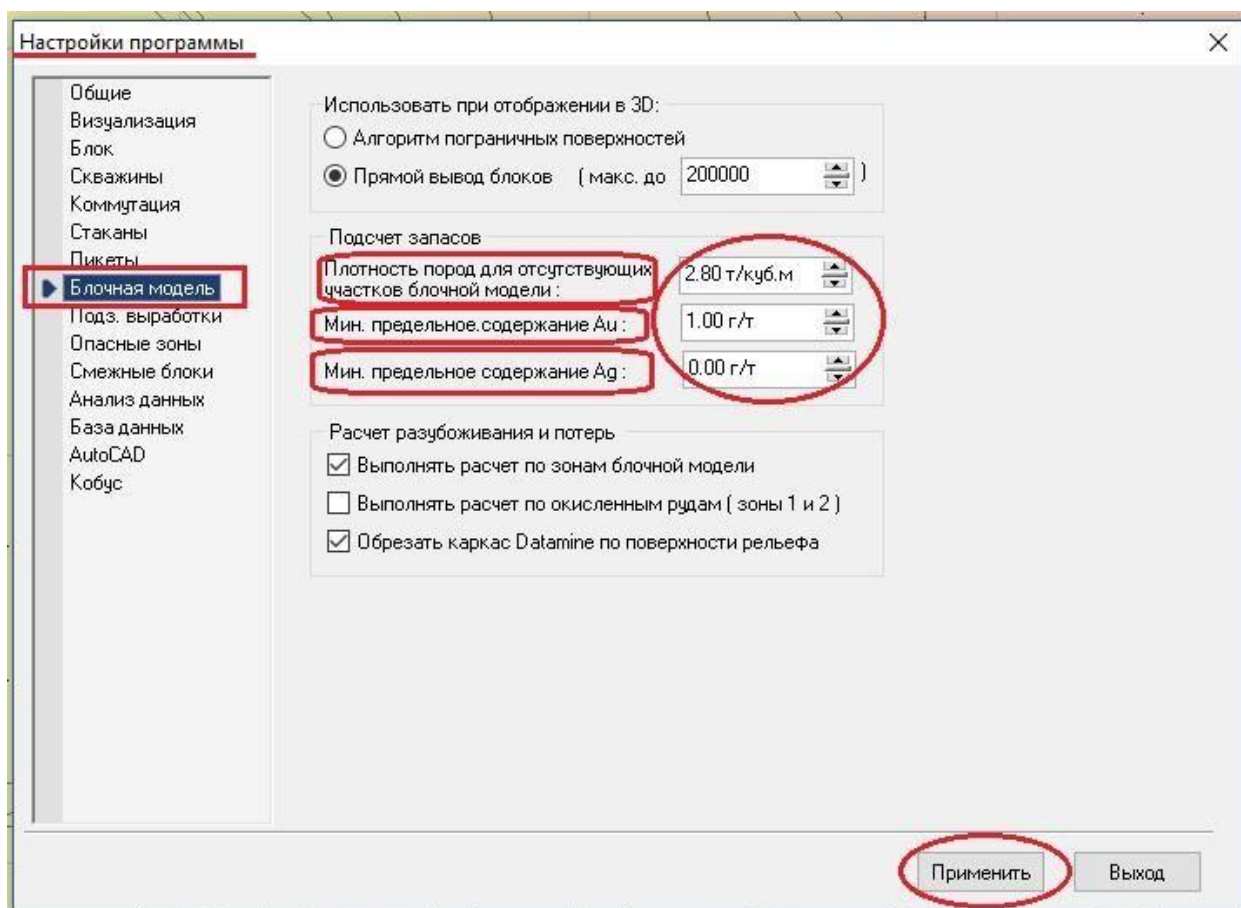 Настройки программы
Общие
Визуализация
Блок
Скважины
Коммутация
Стаканы
Пикеты
Блочная модель
Подз. выработки
Опасные зоны
Смежные блоки
Анализ данных
База данных
AutoCAD
Кобус
Использовать при отображении в 3D:
Алгоритм пограничных поверхностей
Прямой вывод блоков ( макс. до 200000 )
Подсчет запасов
Плотность пород для отсутствующих
участков блочной модели : 2.80 т/куб.м
Мин. предельное.содержание Au : 1.00 г/т
Мин. предельное содержание Ag : 0.00 г/т
Расчет разубоживания и потерь
Выполнять расчет по зонам блочной модели
Выполнять расчет по окисленным рудам ( зоны 1 и 2 )
Обрезать каркас Datamine по поверхности рельефа
Применить
Выход